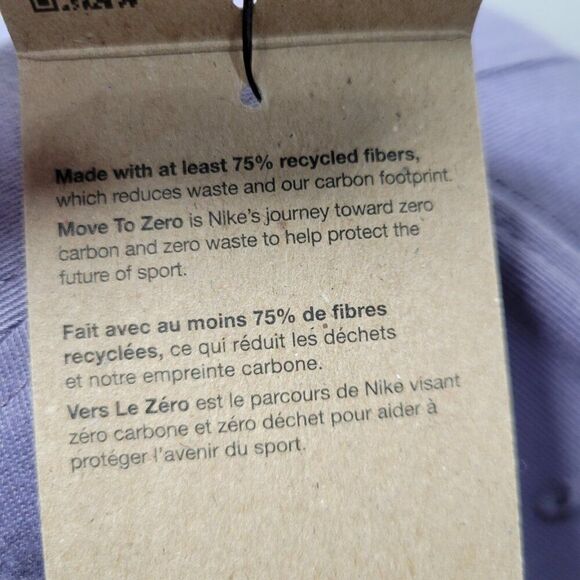 Made with at least 75% recycled fibers,
which reduces waste and our carbon footprint.
Move To Zero is Nike's journey toward zero
carbon and zero waste to help protect the
future of sport.
Fait avec au moins 75% de fibres
recyclées, ce qui réduit les déchets
et notre empreinte carbone.
Vers Le Zéro est le parcours de Nike visant
zéro carbone et zéro déchet pour aider à
protéger l'avenir du sport.